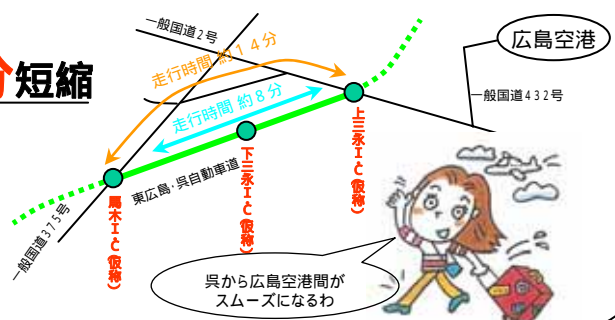 一般国道2号
広島空港
分短縮
走行時間 約14分
走行時間 約8分
一般国道432号
上三永IC(仮称)
下三永IC(仮称)
東広島・呉自動車道
馬木IC(仮称)
一般国道375号
呉から広島空港間が
スムーズになるわ